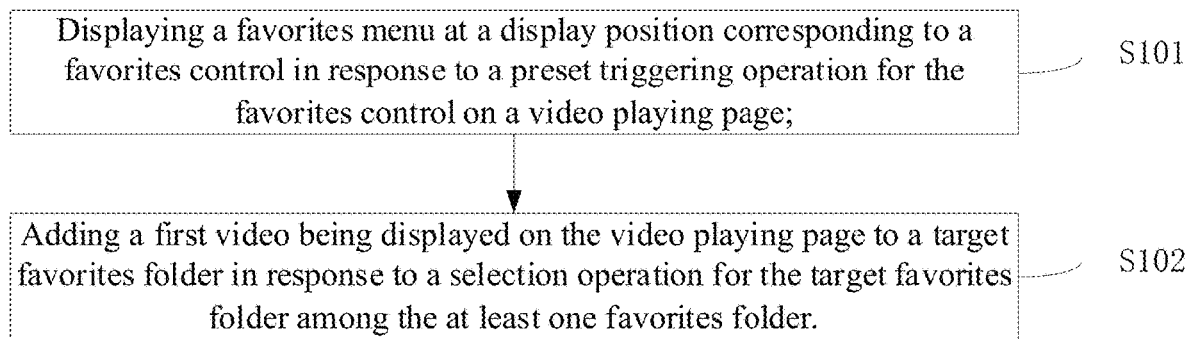 Displaying a favorites menu at a display position corresponding to a
favorites control in response to a preset triggering operation for the
favorites control on a video playing page;
S101
Adding a first video being displayed on the video playing page to a target
favorites folder in response to a selection operation for the target favorites
folder among the at least one favorites folder.
S102